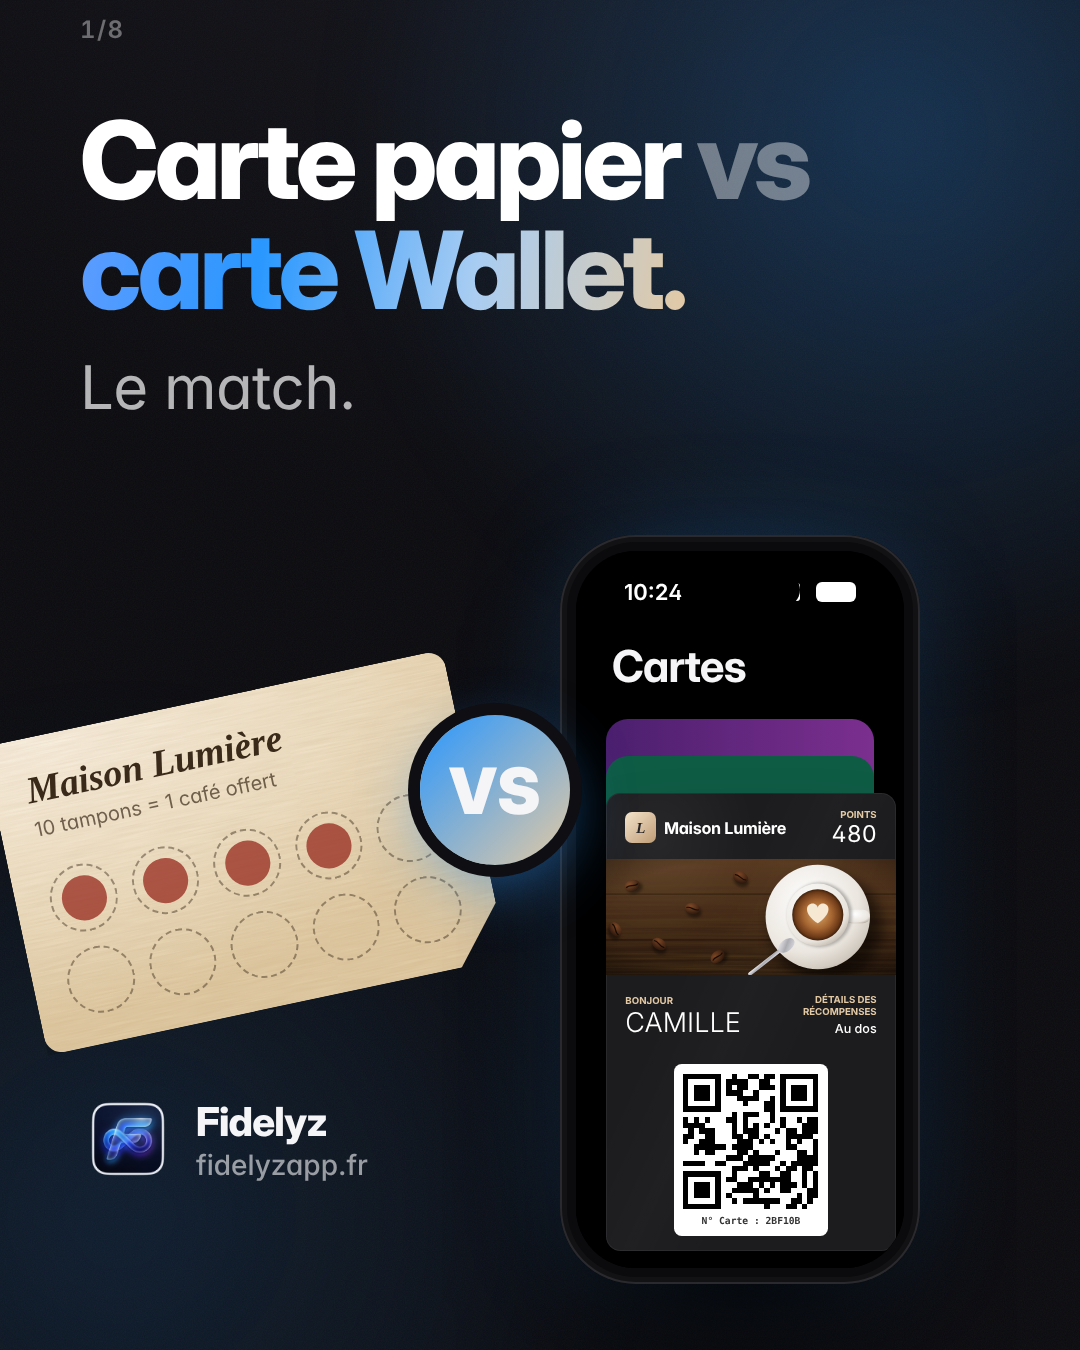 1/8
Carte papier vs
carte Wallet.
Le match.
Maison Lumière
10 tampons = 1 café offert
VS
10:24
Cartes
L
Maison Lumière
POINTS
480
BONJOUR
CAMILLE
DÉTAILS DES
RÉCOMPENSES
Au dos
N° Carte : 2BF10B
Fidelyz
fidelyzapp.fr